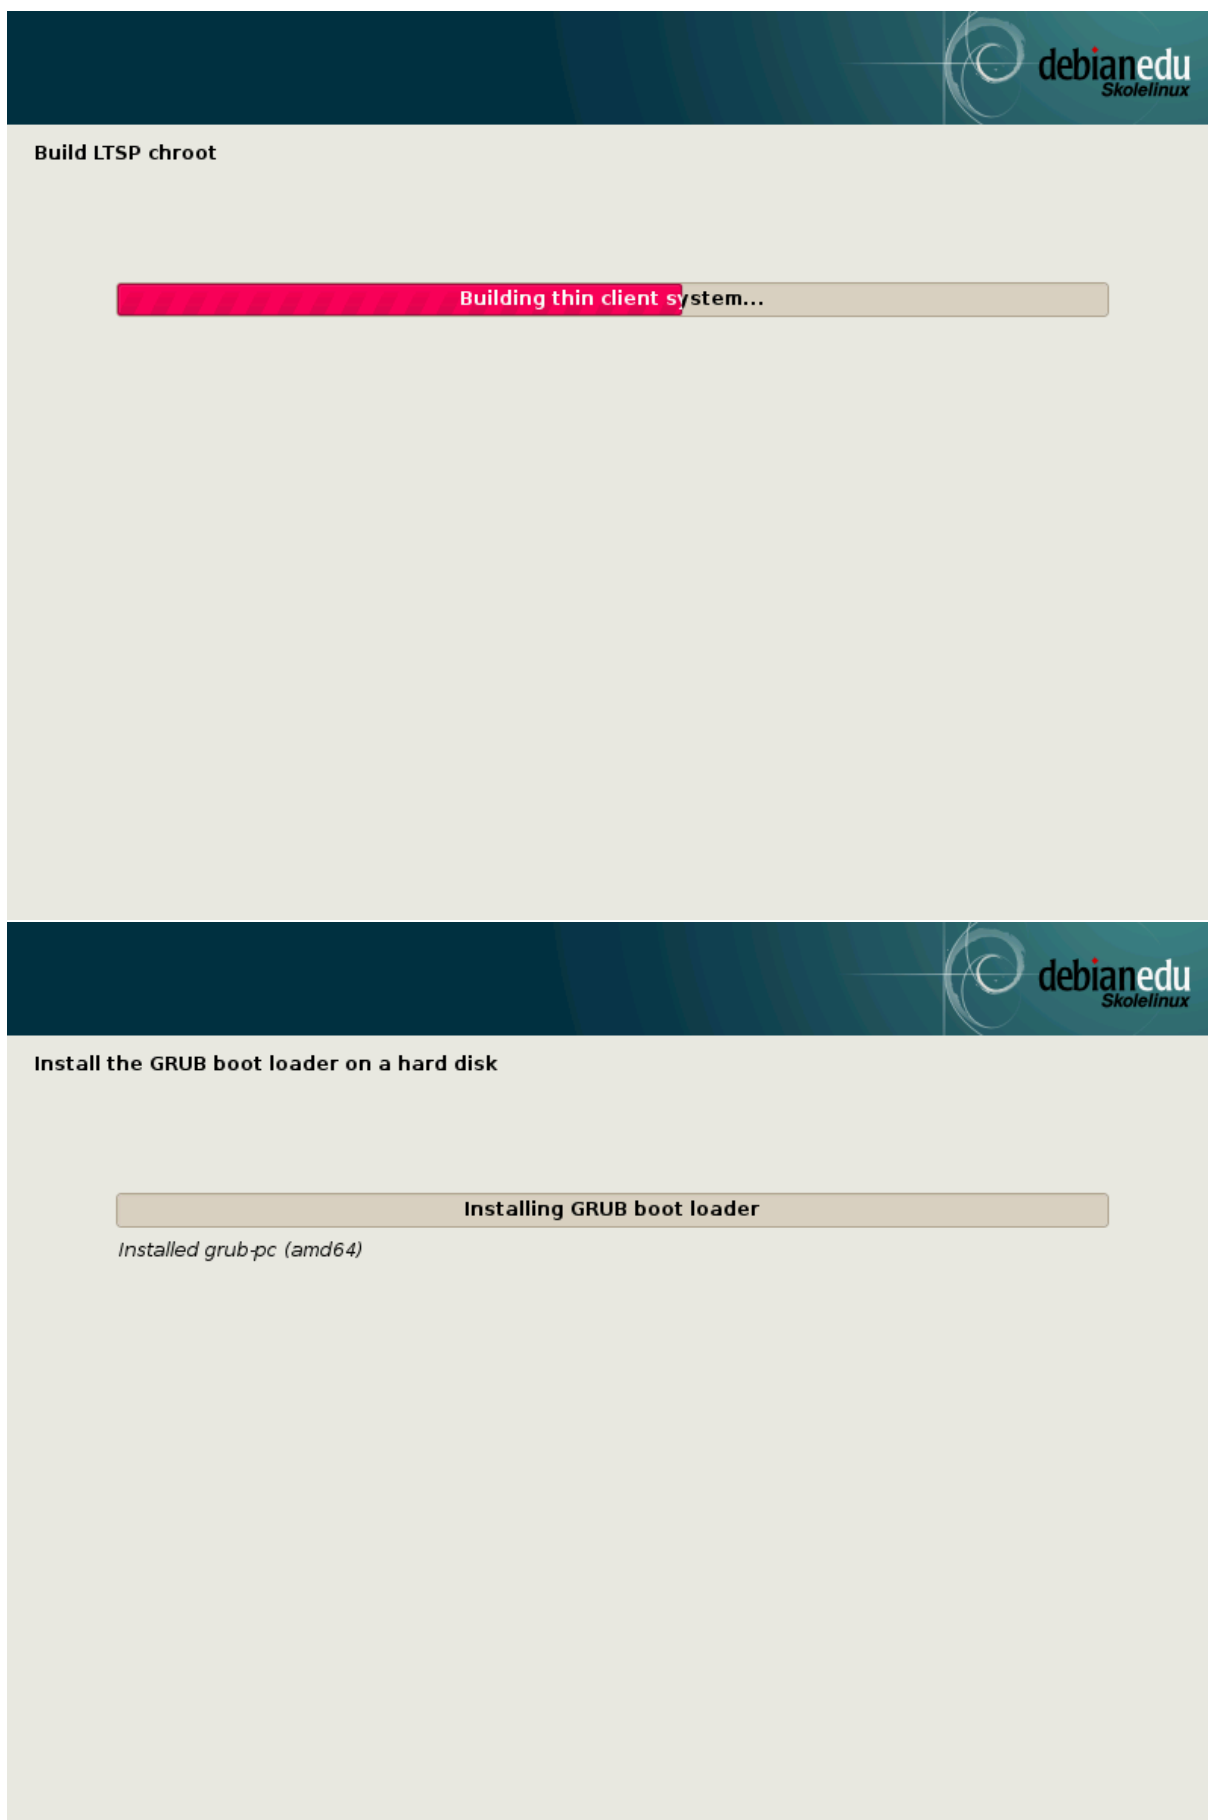 debianedu
Skolelinux
Build LTSP chroot
Building thin client system...
debianedu
Skolelinux
Install the GRUB boot loader on a hard disk
Installing GRUB boot loader
Installed grub-pc (amd64)